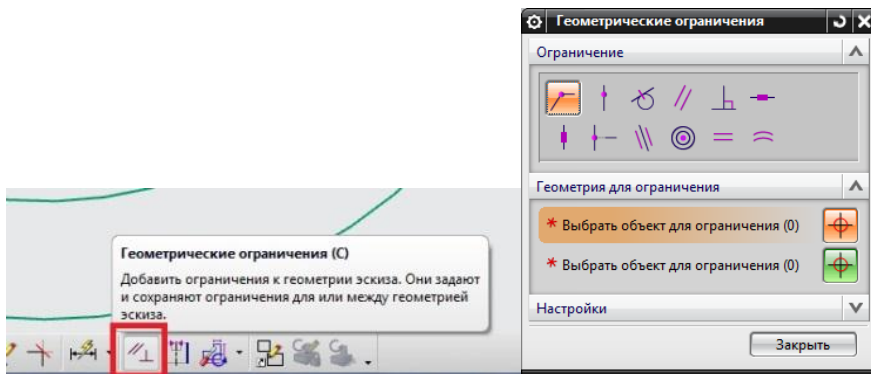 Геометрические ограничения (C)
Добавить ограничения к геометрии эскиза. Они задают
и сохраняют ограничения для или между геометрией
эскиза.
Геометрические ограничения
Ограничение
Геометрия для ограничения
* Выбрать объект для ограничения (0)
* Выбрать объект для ограничения (0)
Настройки
Закрыть